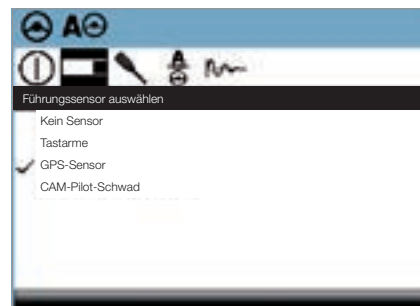 A
A
Führungssensor auswählen
Kein Sensor
Tastarme
GPS-Sensor
CAM-Pilot-Schwad